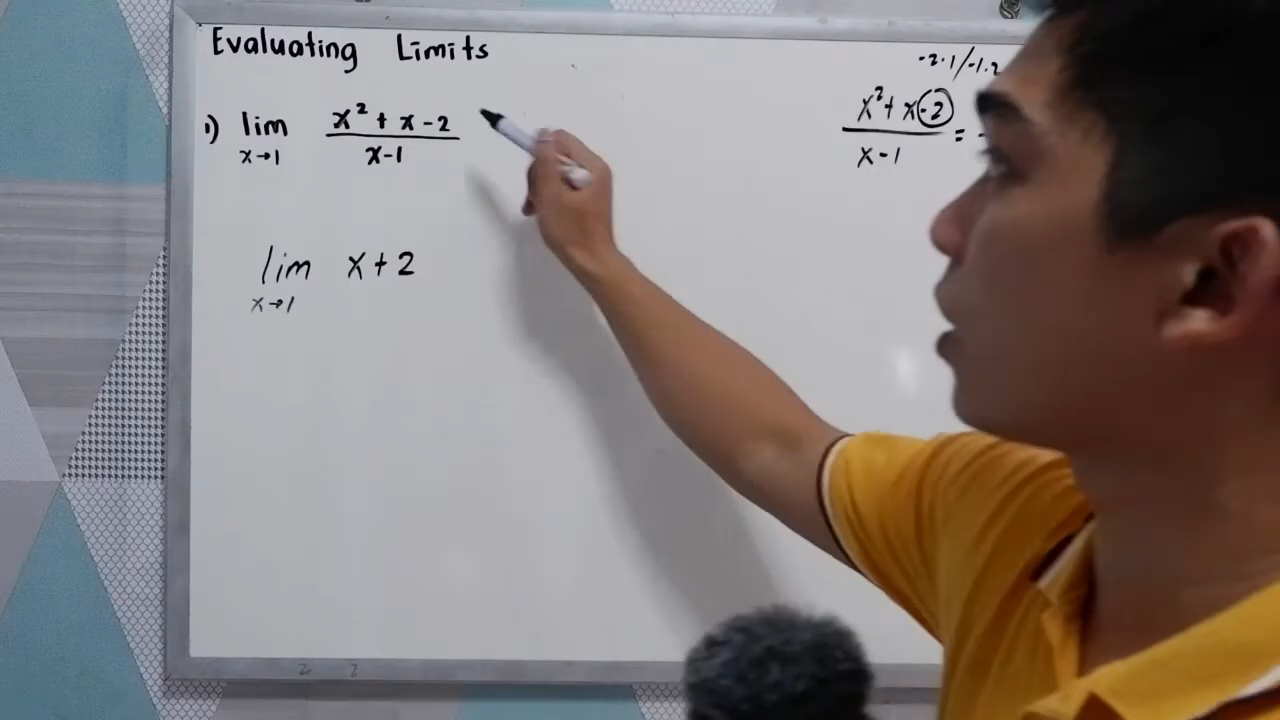 Evaluating Limits
1) lim x→1 x² + x - 2 / x - 1
lim x→1 x + 2
-2·1/-1·2
x² + x - 2 / x - 1 =